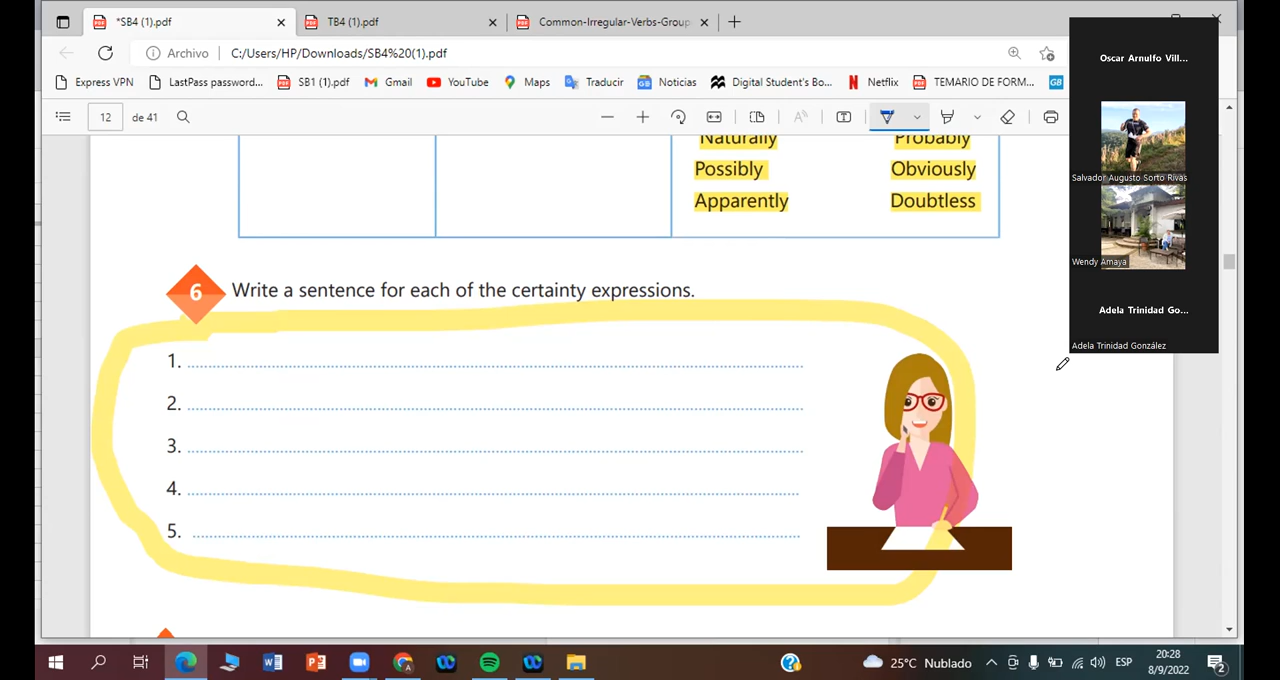 *SB4 (1).pdf
TB4 (1).pdf
Common-Irregular-Verbs-Group
Archivo
C:/Users/HP/Downloads/SB4%20(1).pdf
Express VPN
LastPass password...
SB1 (1).pdf
Gmail
YouTube
Maps
Traducir
Noticias
Digital Student's Bo...
Netflix
TEMARIO DE FORM...
GB
12
de 41
Naturally
Probably
Possibly
Obviously
Apparently
Doubtless
6
Write a sentence for each of the certainty expressions.
1.
2.
3.
4.
5.
Oscar Arnulfo Vill...
Salvador Augusto Sorto Rivas
Wendy Amaya
Adela Trinidad Go...
Adela Trinidad González
25°C Nublado
ESP
20:28
8/9/2022
2